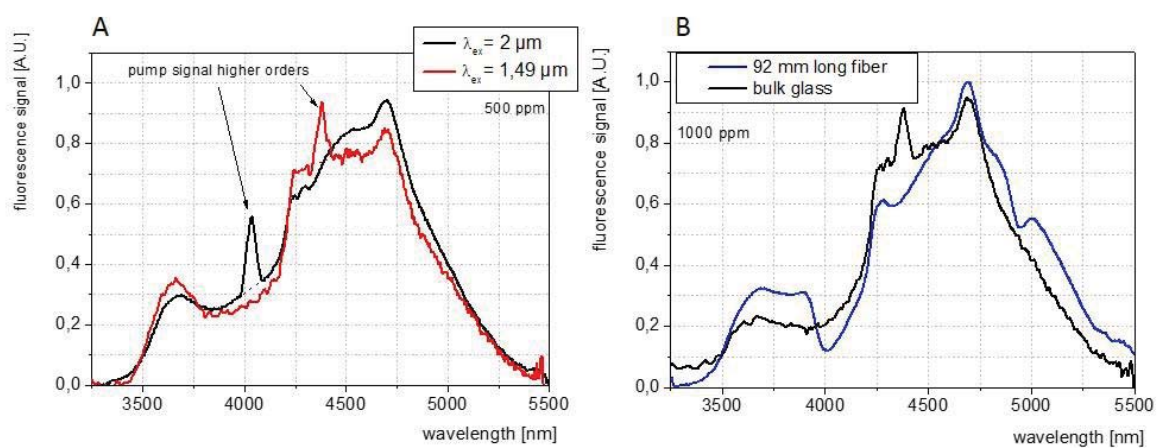 A
λex= 2 μm
λex= 1,49 μm
pump signal higher orders
500 ppm
fluorescence signal [A.U.]
1,0
0,8
0,6
0,4
0,2
0,0
3500 4000 4500 5000 5500
wavelength [nm]
B
92 mm long fiber
bulk glass
1000 ppm
fluorescence signal [A.U.]
1,0
0,8
0,6
0,4
0,2
0,0
3500 4000 4500 5000 5500
wavelength [nm]